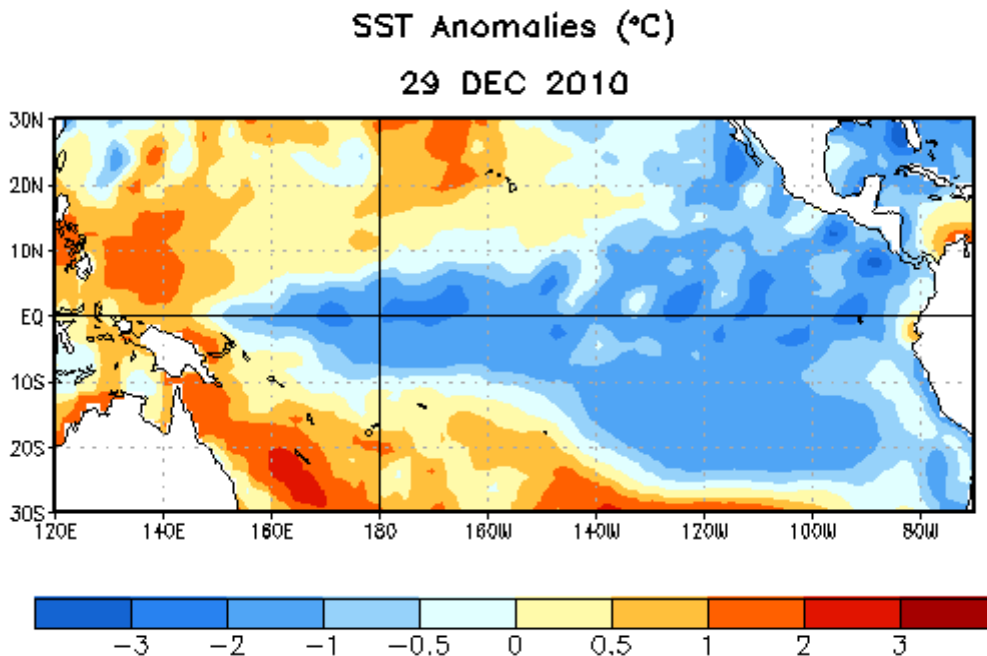 SST Anomalies (°C)
29 DEC 2010
30N
20N
10N
EQ
10S
20S
30S
120E 140E 160E 180 160W 140W 120W 100W 80W
-3 -2 -1 -0.5 0 0.5 1 2 3